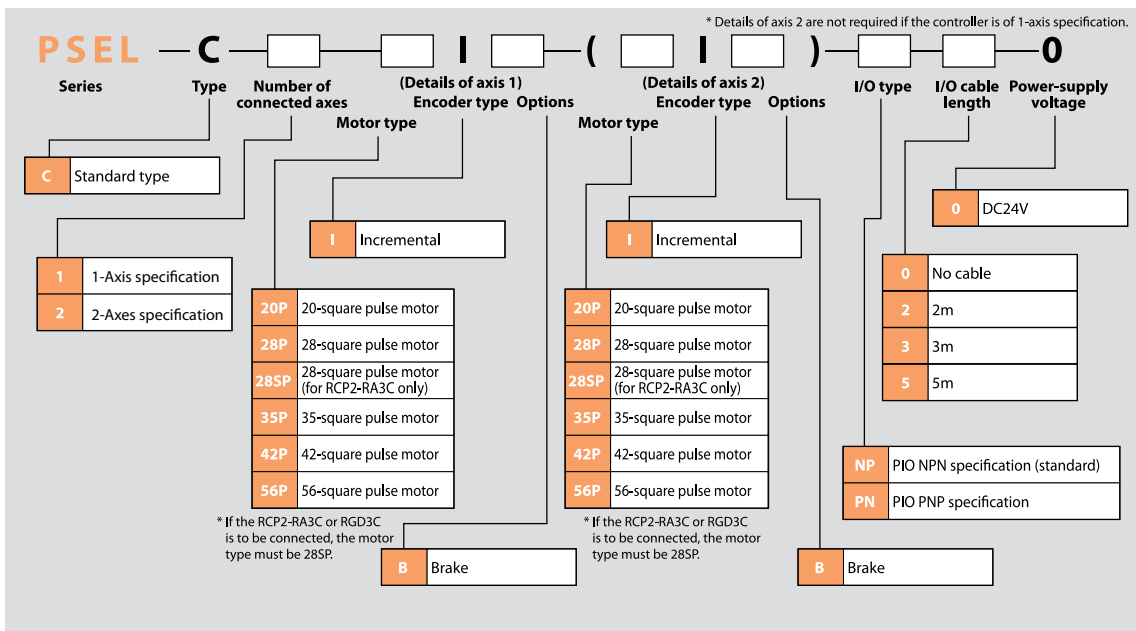 * Details of axis 2 are not required if the controller is of 1-axis specification.
PSEL — C — I — ( I ) — — 0
Series
Type
Number of
connected axes
(Details of axis 1)
Encoder type
Options
Motor type
(Details of axis 2)
Encoder type
Options
Motor type
I/O type
I/O cable
length
Power-supply
voltage
C Standard type
1 1-Axis specification
2 2-Axes specification
I Incremental
20P 20-square pulse motor
28P 28-square pulse motor
28SP 28-square pulse motor
(for RCP2-RA3C only)
35P 35-square pulse motor
42P 42-square pulse motor
56P 56-square pulse motor
* If the RCP2-RA3C or RGD3C
is to be connected, the motor
type must be 28SP.
B Brake
I Incremental
20P 20-square pulse motor
28P 28-square pulse motor
28SP 28-square pulse motor
(for RCP2-RA3C only)
35P 35-square pulse motor
42P 42-square pulse motor
56P 56-square pulse motor
* If the RCP2-RA3C or RGD3C
is to be connected, the motor
type must be 28SP.
B Brake
0 DC24V
0 No cable
2 2m
3 3m
5 5m
NP PIO NPN specification (standard)
PN PIO PNP specification